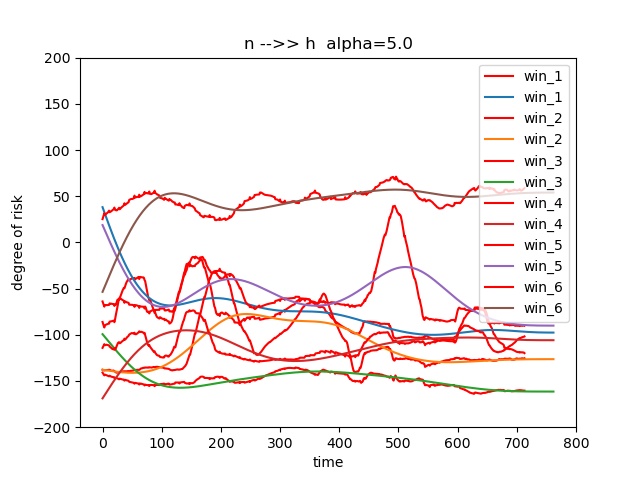 n -->> h  alpha=5.0
degree of risk
200
150
100
50
0
−50
−100
−150
−200
0
100
200
300
400
500
600
700
800
time
win_1
win_1
win_2
win_2
win_3
win_3
win_4
win_4
win_5
win_5
win_6
win_6